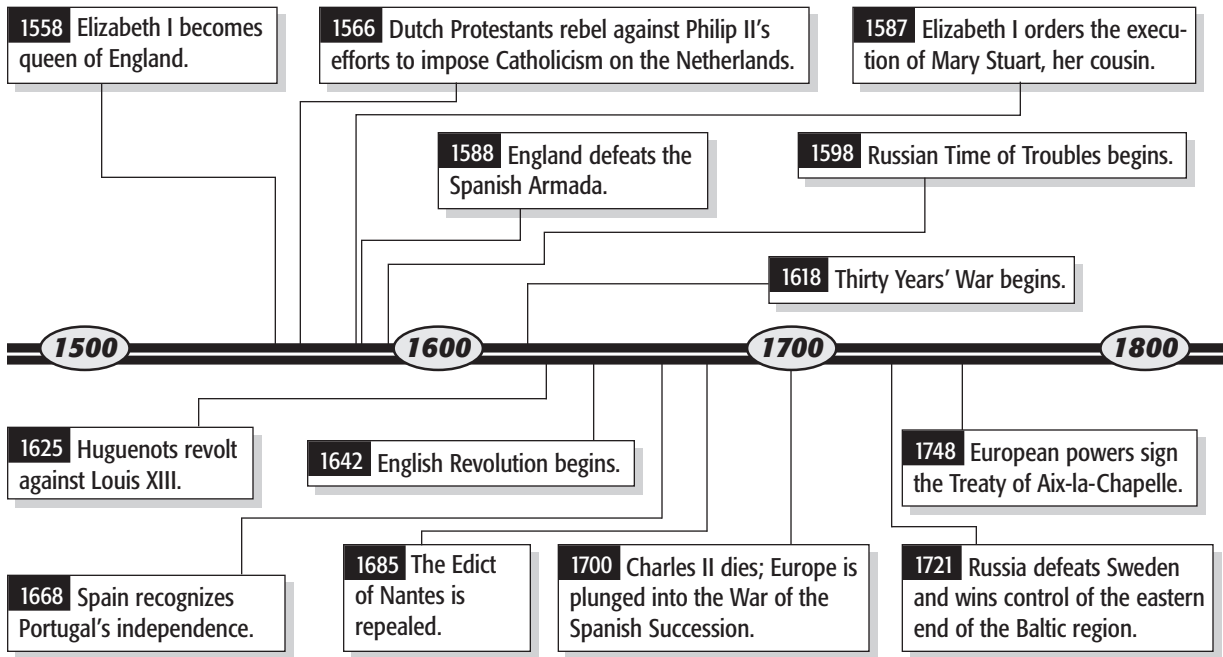 1558 Elizabeth I becomes
queen of England.
1566 Dutch Protestants rebel against Philip II's
efforts to impose Catholicism on the Netherlands.
1587 Elizabeth I orders the execu-
tion of Mary Stuart, her cousin.
1588 England defeats the
Spanish Armada.
1598 Russian Time of Troubles begins.
1618 Thirty Years' War begins.
1500
1600
1700
1800
1625 Huguenots revolt
against Louis XIII.
1642 English Revolution begins.
1748 European powers sign
the Treaty of Aix-la-Chapelle.
1668 Spain recognizes
Portugal's independence.
1685 The Edict
of Nantes is
repealed.
1700 Charles II dies; Europe is
plunged into the War of the
Spanish Succession.
1721 Russia defeats Sweden
and wins control of the eastern
end of the Baltic region.